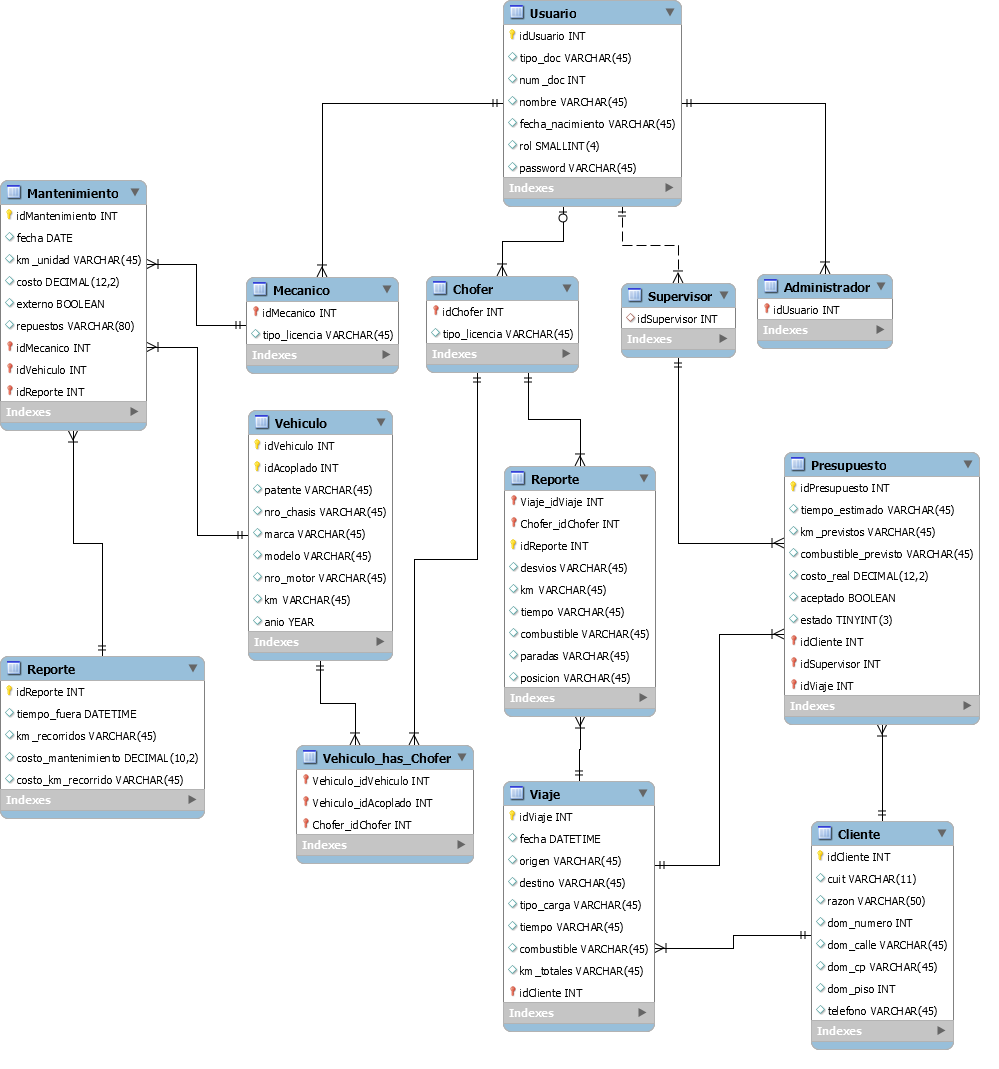 Usuario
idUsuario INT
tipo_doc VARCHAR(45)
num_doc INT
nombre VARCHAR(45)
fecha_nacimiento VARCHAR(45)
rol SMALLINT(4)
password VARCHAR(45)
Indexes
Mantenimiento
idMantenimiento INT
fecha DATE
km_unidad VARCHAR(45)
costo DECIMAL(12,2)
externo BOOLEAN
repuestos VARCHAR(80)
idMecanico INT
idVehiculo INT
idReporte INT
Indexes
Mecanico
idMecanico INT
tipo_licencia VARCHAR(45)
Indexes
Chofer
idChofer INT
tipo_licencia VARCHAR(45)
Indexes
Supervisor
idSupervisor INT
Indexes
Administrador
idUsuario INT
Indexes
Vehiculo
idVehiculo INT
idAcoplado INT
patente VARCHAR(45)
nro_chasis VARCHAR(45)
marca VARCHAR(45)
modelo VARCHAR(45)
nro_motor VARCHAR(45)
km VARCHAR(45)
anio YEAR
Indexes
Reporte
Viaje_idViaje INT
Chofer_idChofer INT
idReporte INT
desvios VARCHAR(45)
km VARCHAR(45)
tiempo VARCHAR(45)
combustible VARCHAR(45)
paradas VARCHAR(45)
posicion VARCHAR(45)
Indexes
Presupuesto
idPresupuesto INT
tiempo_estimado VARCHAR(45)
km_previstos VARCHAR(45)
combustible_previsto VARCHAR(45)
costo_real DECIMAL(12,2)
aceptado BOOLEAN
estado TINYINT(3)
idCliente INT
idSupervisor INT
idViaje INT
Indexes
Reporte
idReporte INT
tiempo_fuera DATETIME
km_recorridos VARCHAR(45)
costo_mantenimiento DECIMAL(10,2)
costo_km_recorrido VARCHAR(45)
Indexes
Vehiculo_has_Chofer
Vehiculo_idVehiculo INT
Vehiculo_idAcoplado INT
Chofer_idChofer INT
Indexes
Viaje
idViaje INT
fecha DATETIME
origen VARCHAR(45)
destino VARCHAR(45)
tipo_carga VARCHAR(45)
tiempo VARCHAR(45)
combustible VARCHAR(45)
km_totales VARCHAR(45)
idCliente INT
Indexes
Cliente
idCliente INT
cuit VARCHAR(11)
razon VARCHAR(50)
dom_numero INT
dom_calle VARCHAR(45)
dom_cp VARCHAR(45)
dom_piso INT
telefono VARCHAR(45)
Indexes